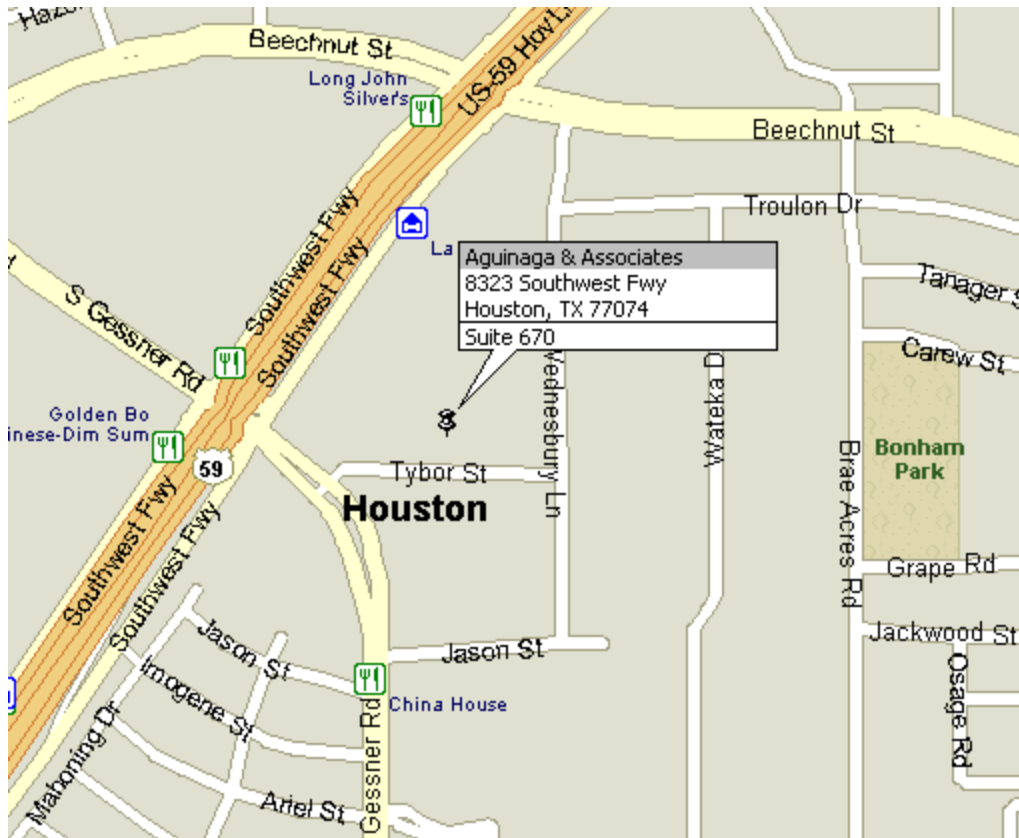 Hazel
Beechnut St
US-59 Hov Ln
Long John
Silver's
Beechnut St
Troulon Dr
Southwest Fwy
Southwest Fwy
La
Aguinaga & Associates
8323 Southwest Fwy
Houston, TX 77074
Suite 670
Tanager S
S Gessner Rd
Carew St
Wednesbury Ln
Wateka D
Golden Bo
inese-Dim Sum
59
Tybor St
Brae Acres Rd
Bonham
Park
Houston
Southwest Fwy
Southwest Fwy
Grape Rd
Jason St
Jackwood St
Jason St
Imogene St
Osage Rd
China House
Gessner Rd
Mahoning Dr
Ariel St